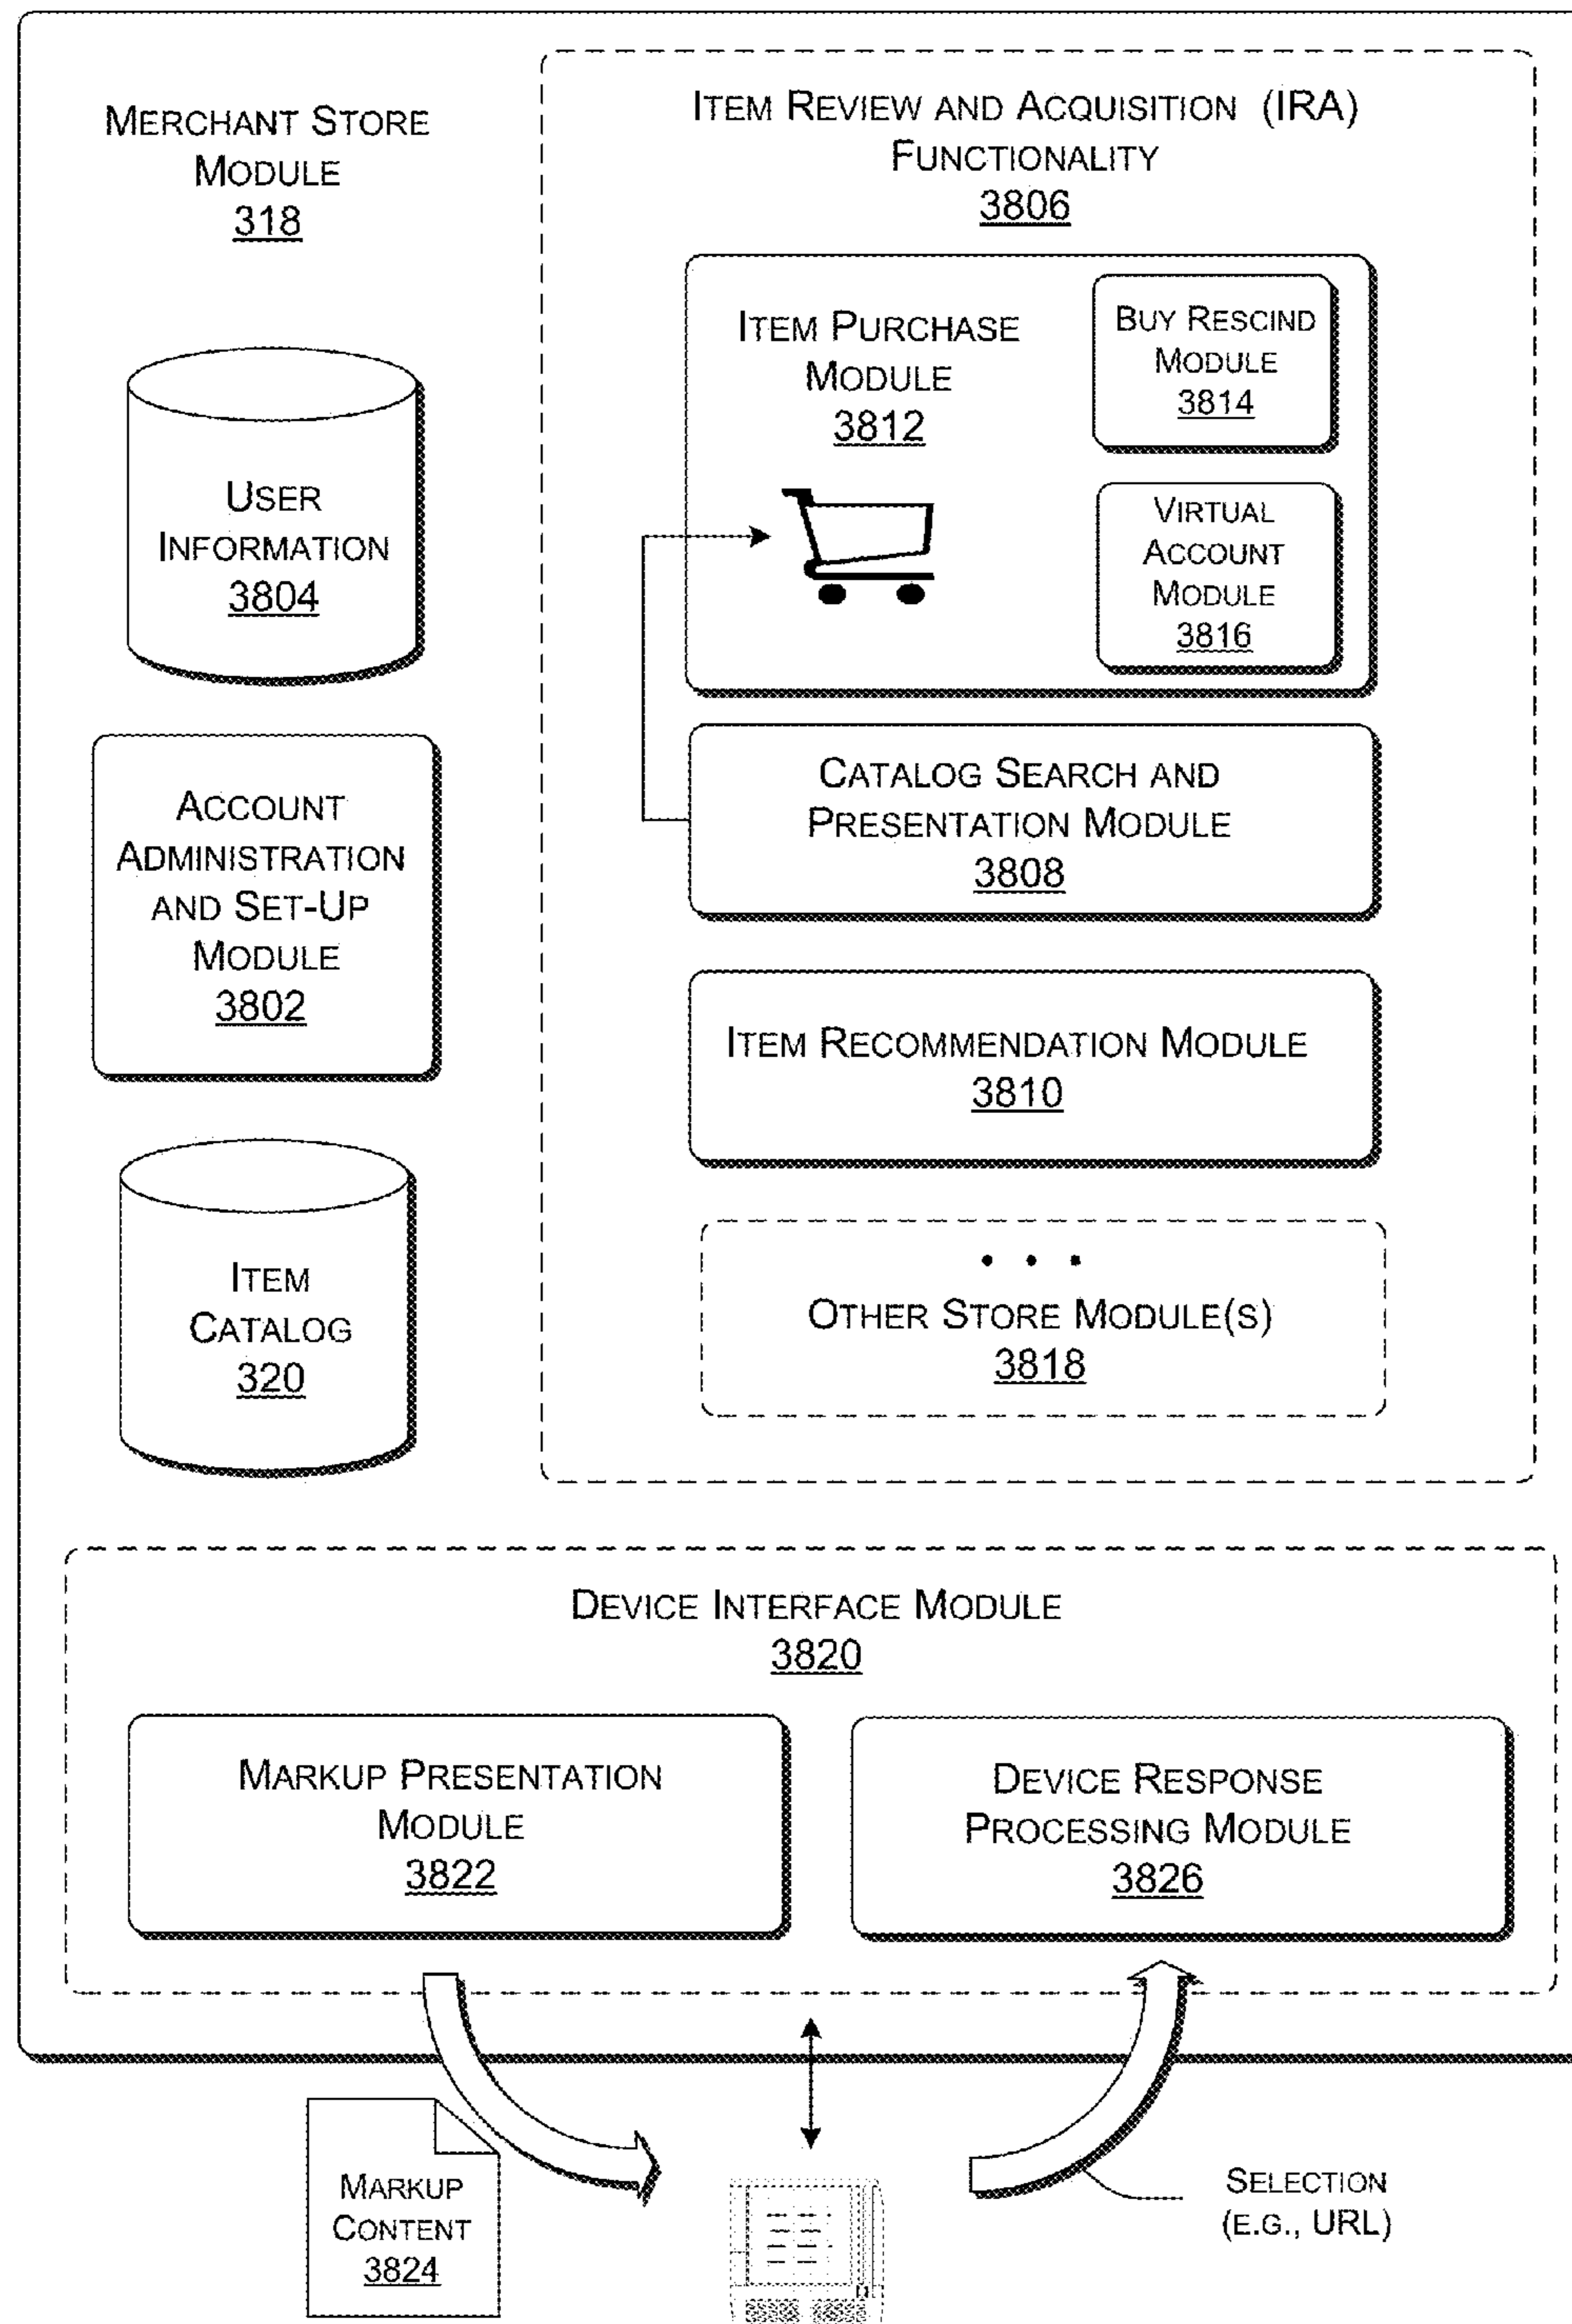 MERCHANT STORE
MODULE
318
USER
INFORMATION
3804
ACCOUNT
ADMINISTRATION
AND SET-UP
MODULE
3802
ITEM
CATALOG
320
ITEM REVIEW AND ACQUISITION (IRA)
FUNCTIONALITY
3806
ITEM PURCHASE
MODULE
3812
BUY RESCIND
MODULE
3814
VIRTUAL
ACCOUNT
MODULE
3816
CATALOG SEARCH AND
PRESENTATION MODULE
3808
ITEM RECOMMENDATION MODULE
3810
• • •
OTHER STORE MODULE(S)
3818
DEVICE INTERFACE MODULE
3820
MARKUP PRESENTATION
MODULE
3822
DEVICE RESPONSE
PROCESSING MODULE
3826
MARKUP
CONTENT
3824
SELECTION
(E.G., URL)